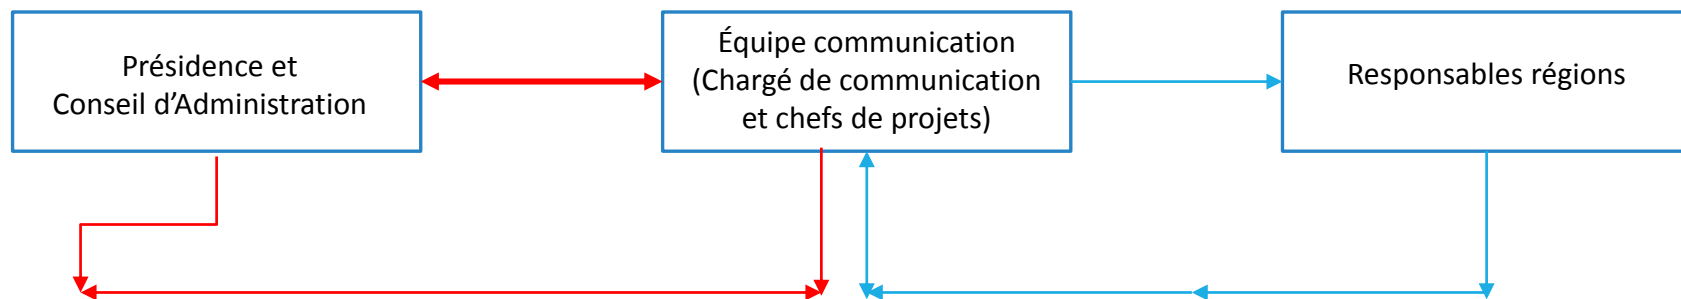 Présidence et
Conseil d’Administration
Équipe communication
(Chargé de communication
et chefs de projets)
Responsables régions